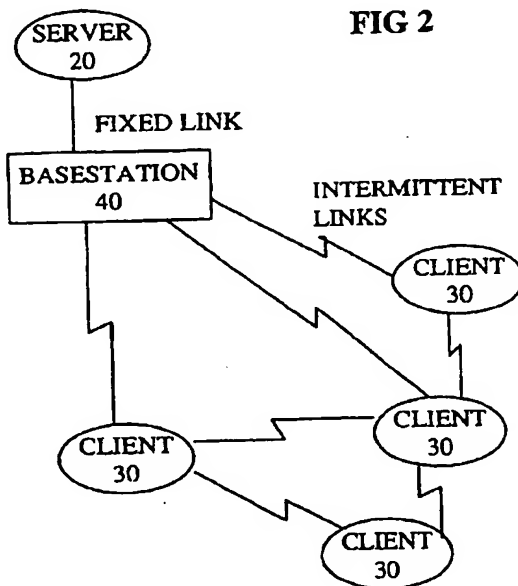 FIG 2
SERVER
20
FIXED LINK
BASESTATION
40
INTERMITTENT
LINKS
CLIENT
30
CLIENT
30
CLIENT
30
CLIENT
30